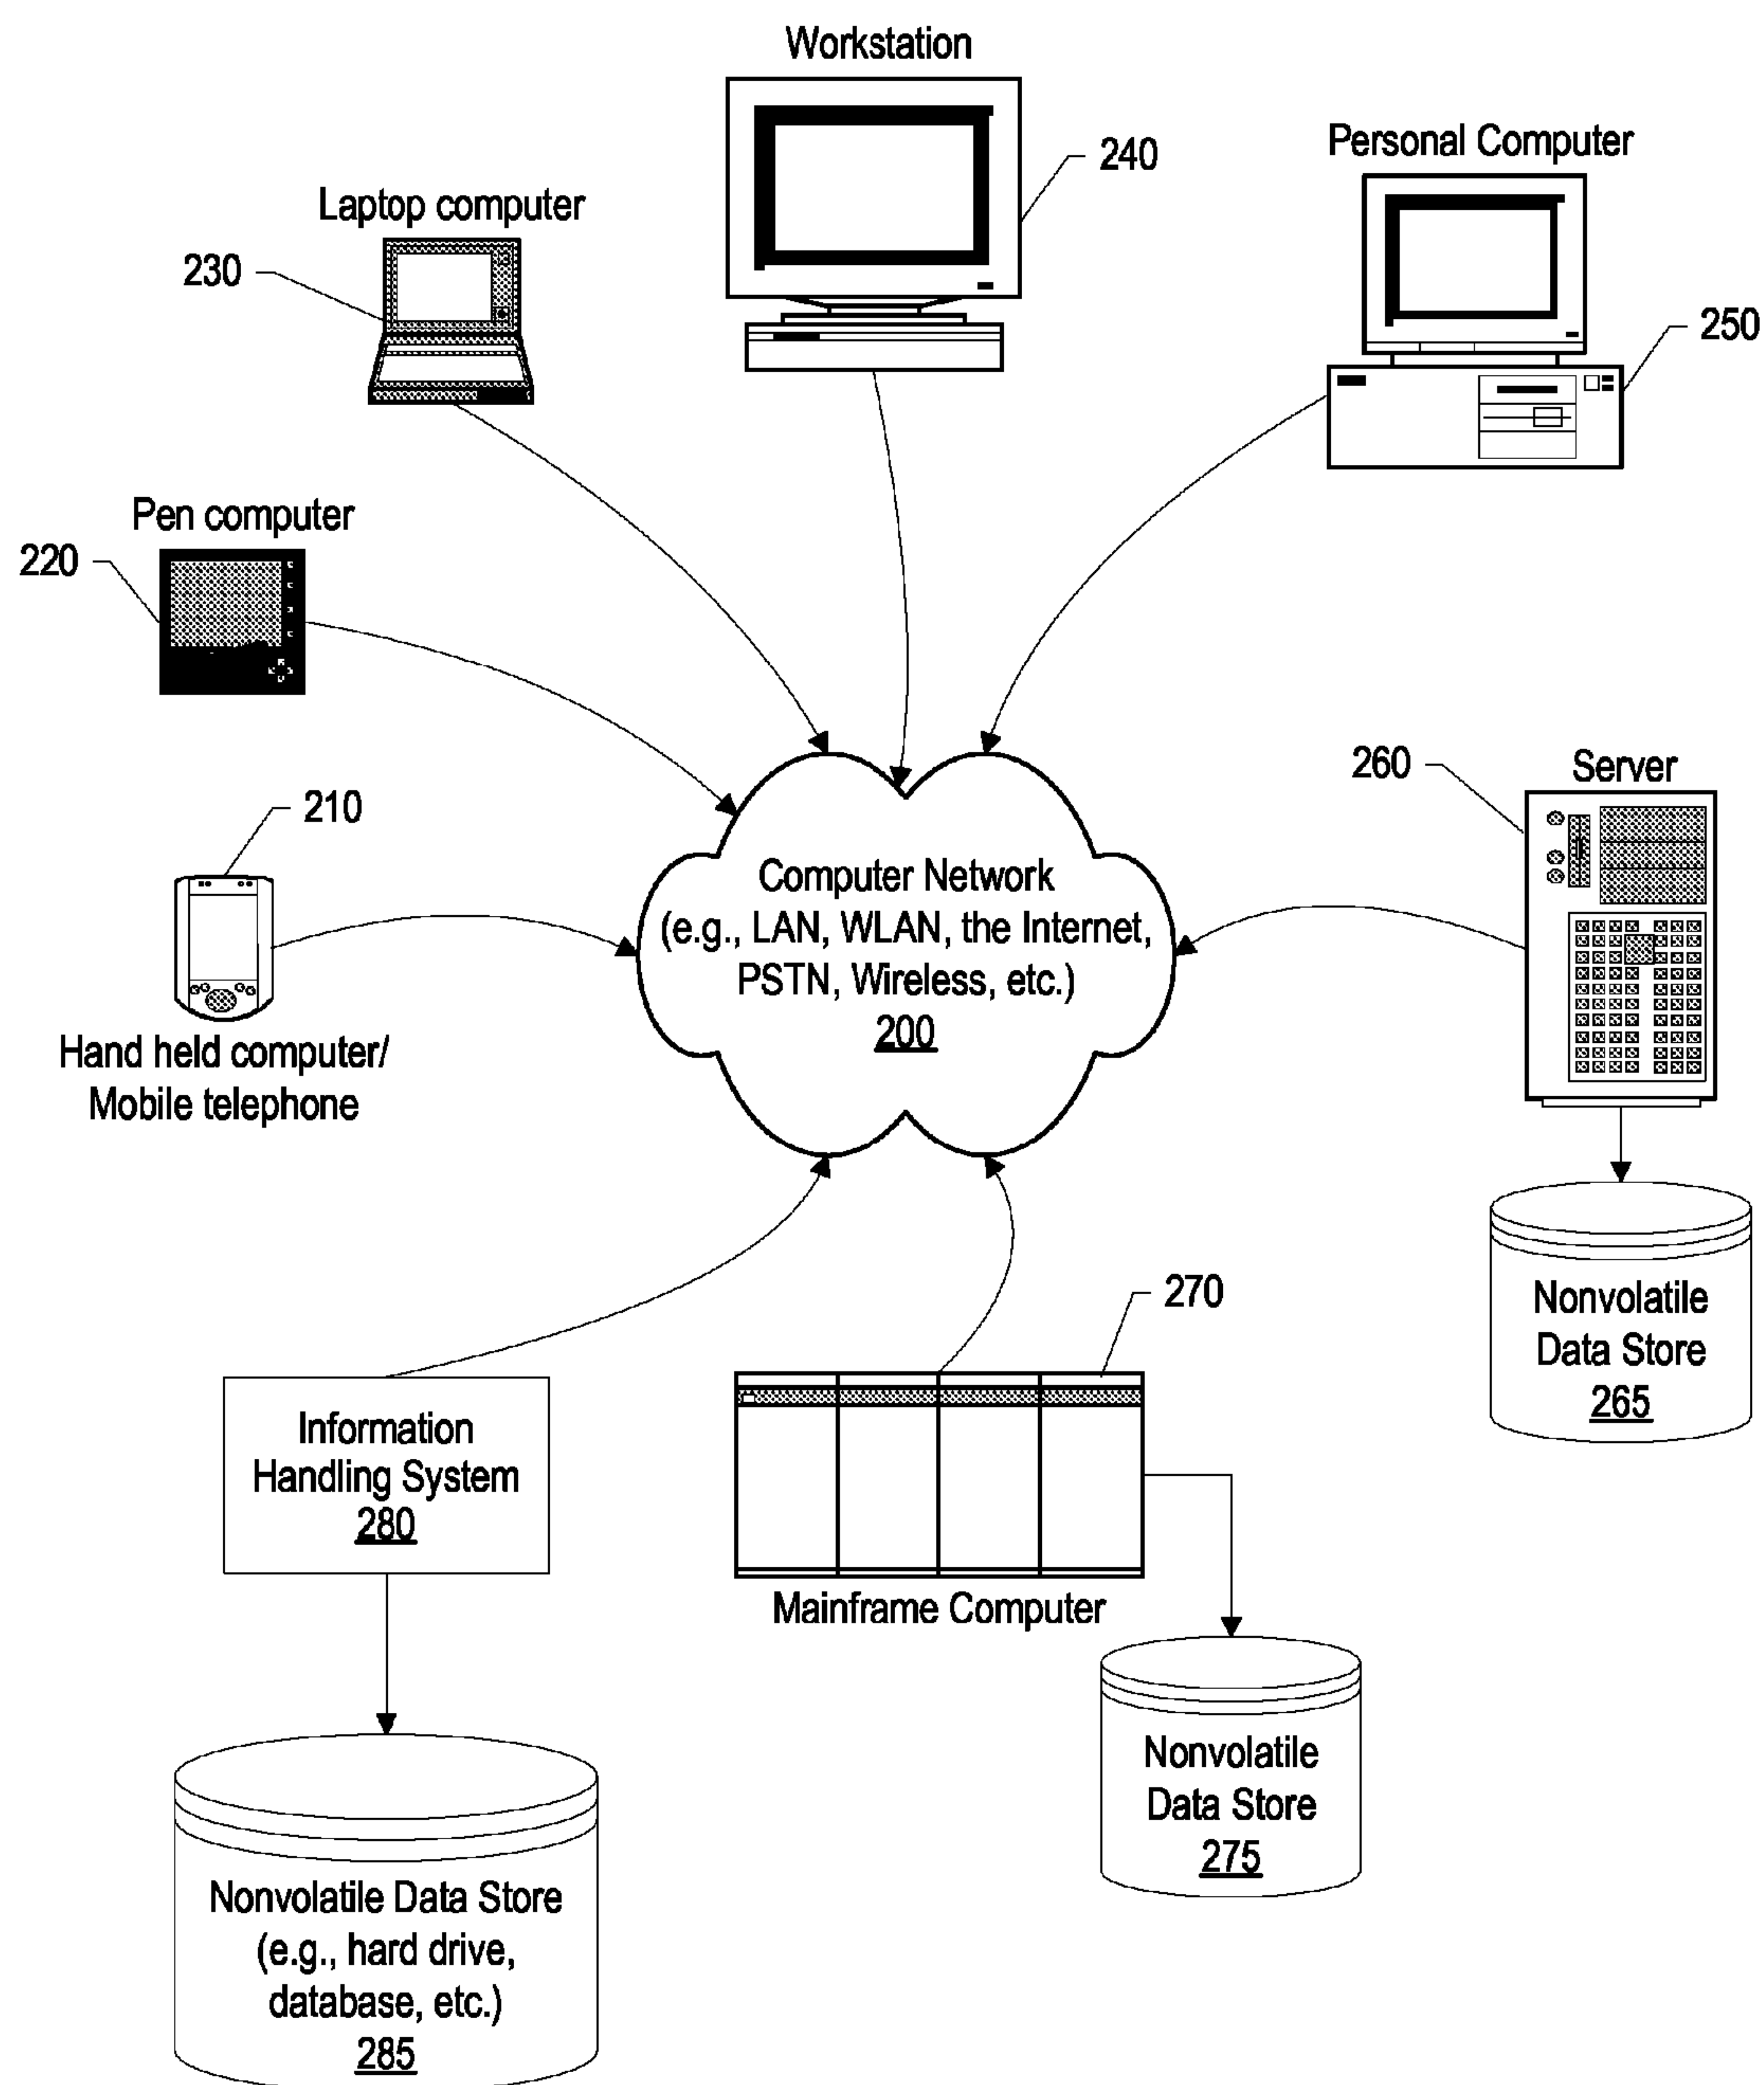 Workstation
240
Personal Computer
250
Laptop computer
230
Pen computer
220
210
Hand held computer/
Mobile telephone
Computer Network
(e.g., LAN, WLAN, the Internet,
PSTN, Wireless, etc.)
200
260
Server
Nonvolatile
Data Store
265
270
Mainframe Computer
Nonvolatile
Data Store
275
Information
Handling System
280
Nonvolatile Data Store
(e.g., hard drive,
database, etc.)
285